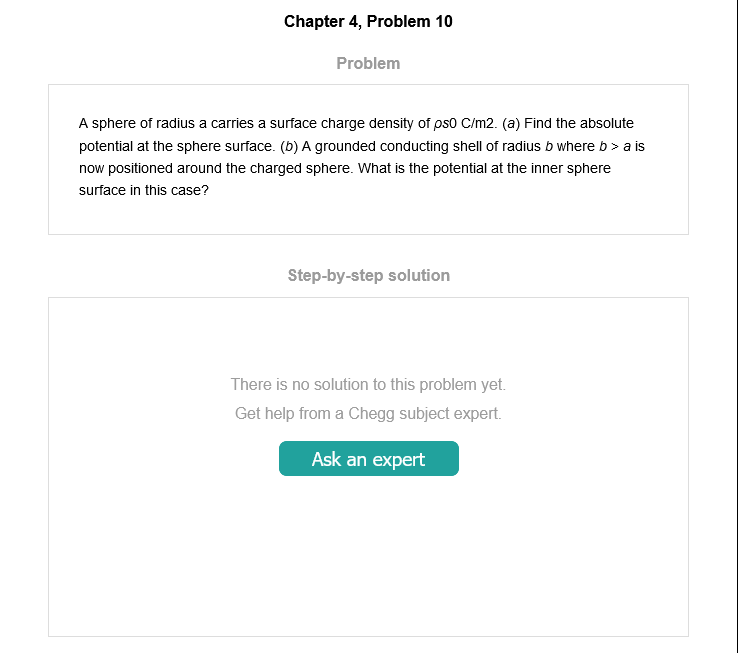 Chapter 4, Problem 10
Problem
A sphere of radius a carries a surface charge density of ρs0 C/m2. (a) Find the absolute
potential at the sphere surface. (b) A grounded conducting shell of radius b where b > a is
now positioned around the charged sphere. What is the potential at the inner sphere
surface in this case?
Step-by-step solution
There is no solution to this problem yet.
Get help from a Chegg subject expert.
Ask an expert